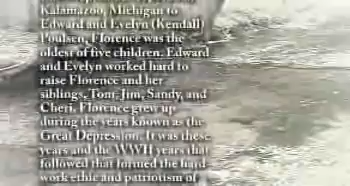 Kalamazoo, Michigan to
Edward and Evelyn (Kendall)
Poulsen. Florence was the
oldest of five children. Edward
and Evelyn worked hard to
raise Florence and her
siblings, Tom, Jim, Sandy, and
Cheri. Florence grew up
during the years known as the
Great Depression. It was these
years and the WWII years that
followed that formed the hard
work ethic and patriotism of